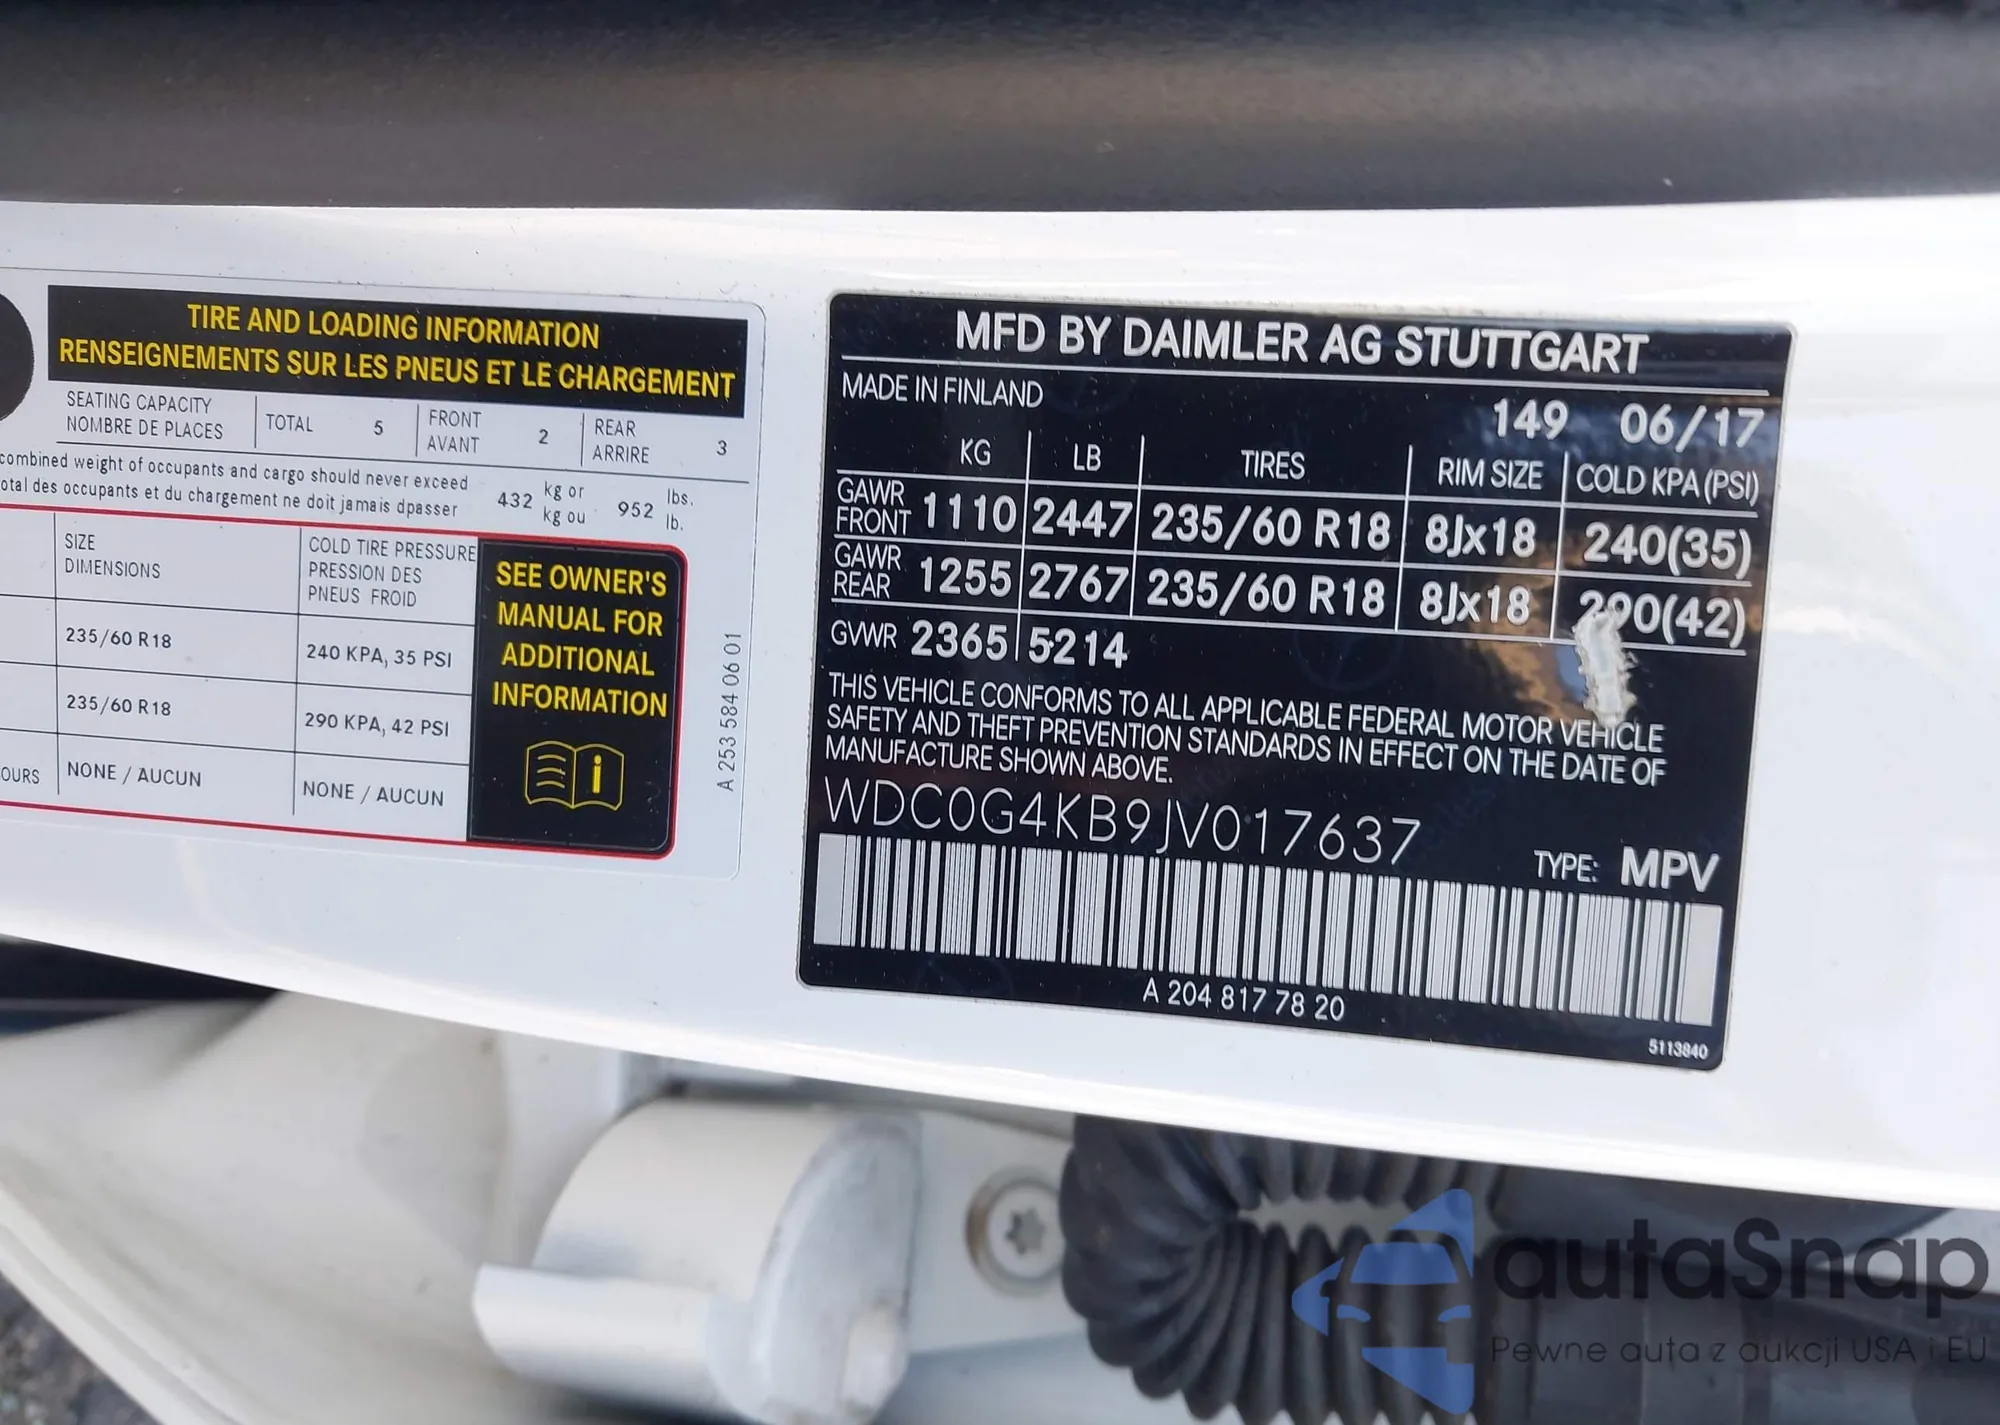 TIRE AND LOADING INFORMATION
RENSEIGNEMENTS SUR LES PNEUS ET LE CHARGEMENT
SEATING CAPACITY
NOMBRE DE PLACES
TOTAL 5
FRONT
AVANT
2
REAR
ARRIERE
3
combined weight of occupants and cargo should never exceed
otal des occupants et du chargement ne doit jamais dpasser
432
kg or
kg ou
952
lbs.
lb.
SIZE
DIMENSIONS
COLD TIRE PRESSURE
PRESSION DES
PNEUS FROID
235/60 R18
240 KPA, 35 PSI
235/60 R18
290 KPA, 42 PSI
OURS
NONE / AUCUN
NONE / AUCUN
SEE OWNER'S
MANUAL FOR
ADDITIONAL
INFORMATION
A 253 584 06 01
MFD BY DAIMLER AG STUTTGART
MADE IN FINLAND
149 06/17
KG LB TIRES RIM SIZE COLD KPA (PSI)
GAWR
FRONT
1110 2447 235/60 R18 8Jx18 240(35)
GAWR
REAR
1255 2767 235/60 R18 8Jx18 290(42)
GVWR 2365 5214
THIS VEHICLE CONFORMS TO ALL APPLICABLE FEDERAL MOTOR VEHICLE
SAFETY AND THEFT PREVENTION STANDARDS IN EFFECT ON THE DATE OF
MANUFACTURE SHOWN ABOVE.
WDC0G4KB9JV017637
TYPE: MPV
A 204 817 78 20
5113840
autaSnap
Pewne auta z aukcji USA i EU